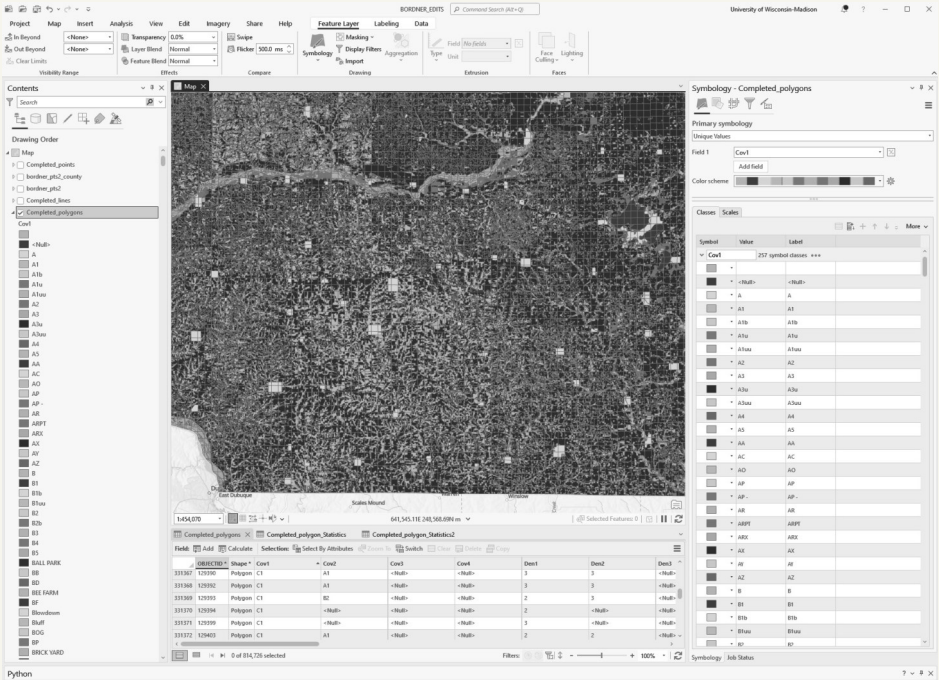 BORDNER_EDITS
Command Search (Alt+Q)
University of Wisconsin-Madison
?
Project Map Insert Analysis View Edit Imagery Share Help Feature Layer Labeling Data
In Beyond <None>
Out Beyond <None>
Clear Limits
Visibility Range
Transparency 0.0%
Layer Blend Normal
Feature Blend Normal
Effects
Swipe
Flicker 500.0 ms
Compare
Symbology
Masking
Display Filters
Import
Aggregation
Drawing
Type
Field No fields
Unit
Extrusion
Face Culling
Lighting
Faces
Contents
Search
Drawing Order
Map
Completed_points
bordner_pts2_county
bordner_pts2
Completed_lines
Completed_polygons
Cov1
<Null>
A
A1
A1b
A1u
A1uu
A2
A3
A3u
A3uu
A4
A5
AA
AC
AO
AP
AP -
AR
ARPT
ARX
AX
AY
AZ
B
B1
B1b
B1uu
B2
B2b
B3
B4
B5
BALL PARK
BB
BD
BEE FARM
BF
Blowdown
Bluff
BOG
BP
BRICK YARD
Map
East Dubuque
Scales Mound
Winslow
1:454,070
641,545.11E 248,568.69N m
Selected Features: 0
Completed_polygons Completed_polygon_Statistics Completed_polygon_Statistics2
Field: Add Calculate Selection: Select By Attributes Zoom To Switch Clear Delete Copy
OBJECTID * Shape * Cov1 Cov2 Cov3 Cov4 Den1 Den2 Den3
331367 129390 Polygon C1 A1 <Null> <Null> 3 3 <Null>
331368 129392 Polygon C1 A1 <Null> <Null> 3 3 <Null>
331369 129393 Polygon C1 B2 <Null> <Null> 2 3 <Null>
331370 129394 Polygon C1 <Null> <Null> <Null> 2 <Null> <Null>
331371 129399 Polygon C1 <Null> <Null> <Null> 3 <Null> <Null>
331372 129403 Polygon C1 A1 <Null> <Null> 2 2 <Null>
0 of 814,726 selected
Filters:
100%
Symbology - Completed_polygons
Primary symbology
Unique Values
Field 1 Cov1
Add field
Color scheme
Classes Scales
More
Symbol Value Label
Cov1 257 symbol classes
<Null> <Null>
A A
A1 A1
A1b A1b
A1u A1u
A1uu A1uu
A2 A2
A3 A3
A3u A3u
A3uu A3uu
A4 A4
A5 A5
AA AA
AC AC
AO AO
AP AP
AP - AP -
AR AR
ARPT ARPT
ARX ARX
AX AX
AY AY
AZ AZ
B B
B1 B1
B1b B1b
B1uu B1uu
B2 B2
Symbology Job Status
Python